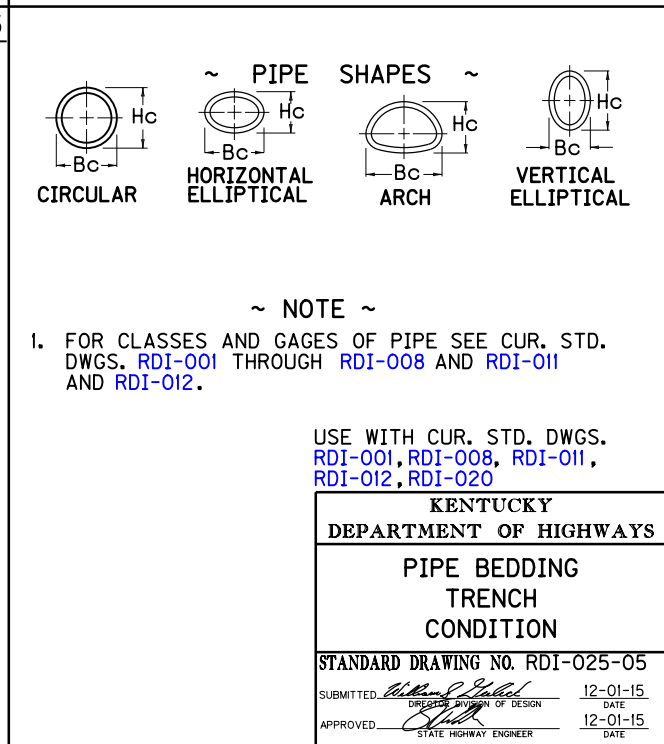 ~ PIPE SHAPES ~
Hc
Bc
CIRCULAR
Hc
Bc
HORIZONTAL
ELLIPTICAL
Hc
Bc
ARCH
Hc
Bc
VERTICAL
ELLIPTICAL
~ NOTE ~
1. FOR CLASSES AND GAGES OF PIPE SEE CUR. STD.
DWGS. RDI-001 THROUGH RDI-008 AND RDI-011
AND RDI-012.
USE WITH CUR. STD. DWGS.
RDI-001, RDI-008, RDI-011,
RDI-012, RDI-020
KENTUCKY
DEPARTMENT OF HIGHWAYS
PIPE BEDDING
TRENCH
CONDITION
STANDARD DRAWING NO. RDI-025-05
SUBMITTED 12-01-15
DIRECTOR DIVISION OF DESIGN DATE
APPROVED 12-01-15
STATE HIGHWAY ENGINEER DATE